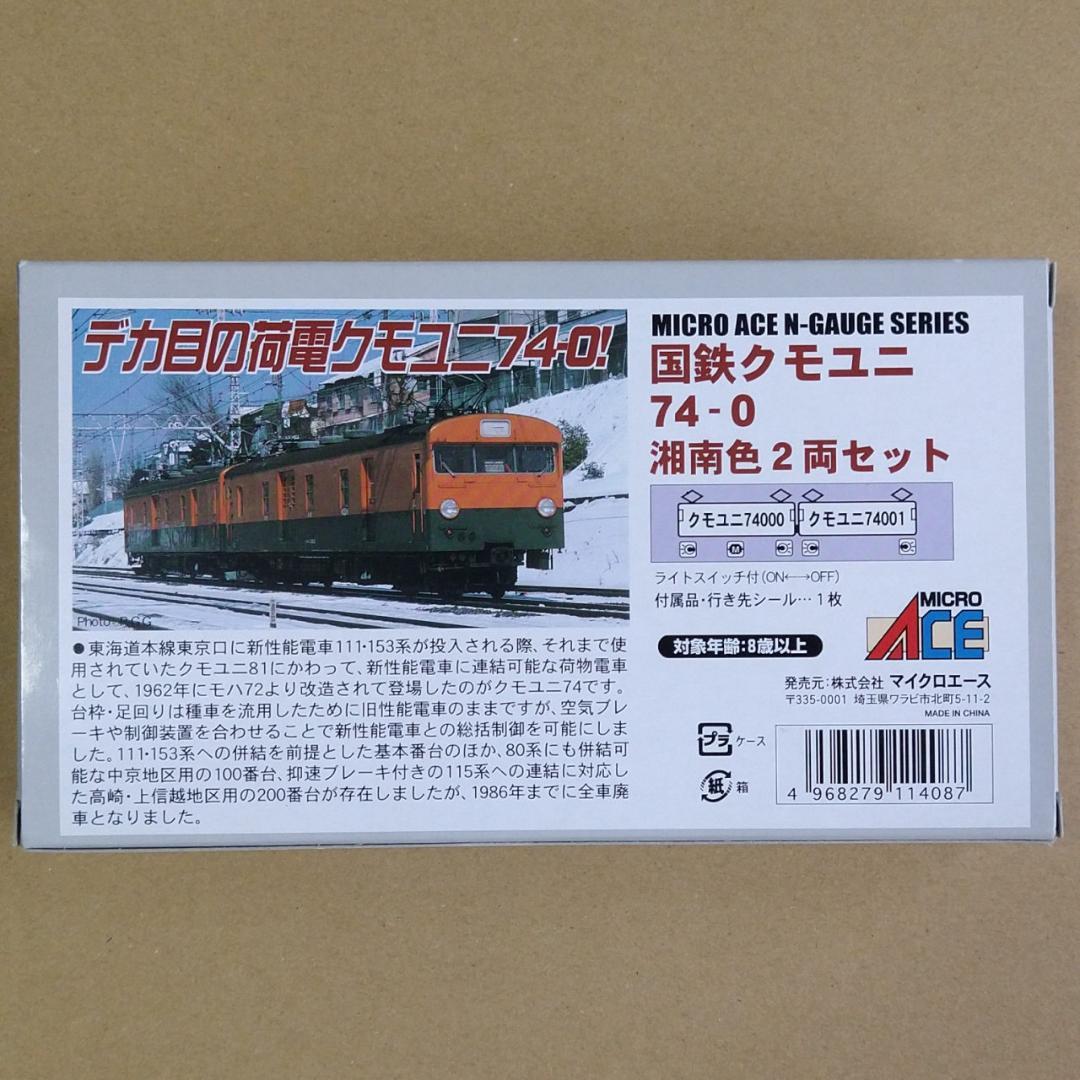 デカ目の荷電クモユニ74-0!
Photo：R.G.G
●東海道本線東京口に新性能電車111・153系が投入される際、それまで使
用されていたクモユニ81にかわって、新性能電車に連結可能な荷物電車
として、1962年にモハ72より改造されて登場したのがクモユニ74です。
台枠・足回りは種車を流用したために旧性能電車のままですが、空気ブレ
ーキや制御装置を合わせることで新性能電車との総括制御を可能にしま
した。111・153系への併結を前提とした基本番台のほか、80系にも併結可
能な中京地区用の100番台、抑速ブレーキ付きの115系への連結に対応し
た高崎・上信越地区用の200番台が存在しましたが、1986年までに全車廃
車となりました。
MICRO ACE N-GAUGE SERIES
国鉄クモユニ
74-0
湘南色2両セット
クモユニ74000 クモユニ74001
C M C C C
ライトスイッチ付(ON←→OFF)
付属品・行き先シール…1枚
対象年齢:8歳以上
MICRO
ACE
発売元:株式会社 マイクロエース
〒335-0001 埼玉県ワラビ市北町5-11-2
MADE IN CHINA
プラ ケース
紙 箱
4 968279 114087